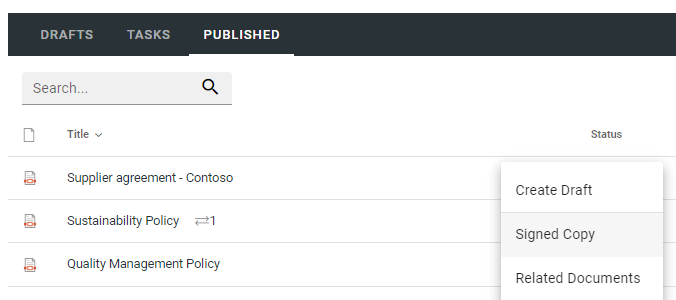 DRAFTS TASKS PUBLISHED
Search...
Title Status
Supplier agreement - Contoso
Create Draft
Sustainability Policy 1
Signed Copy
Quality Management Policy
Related Documents